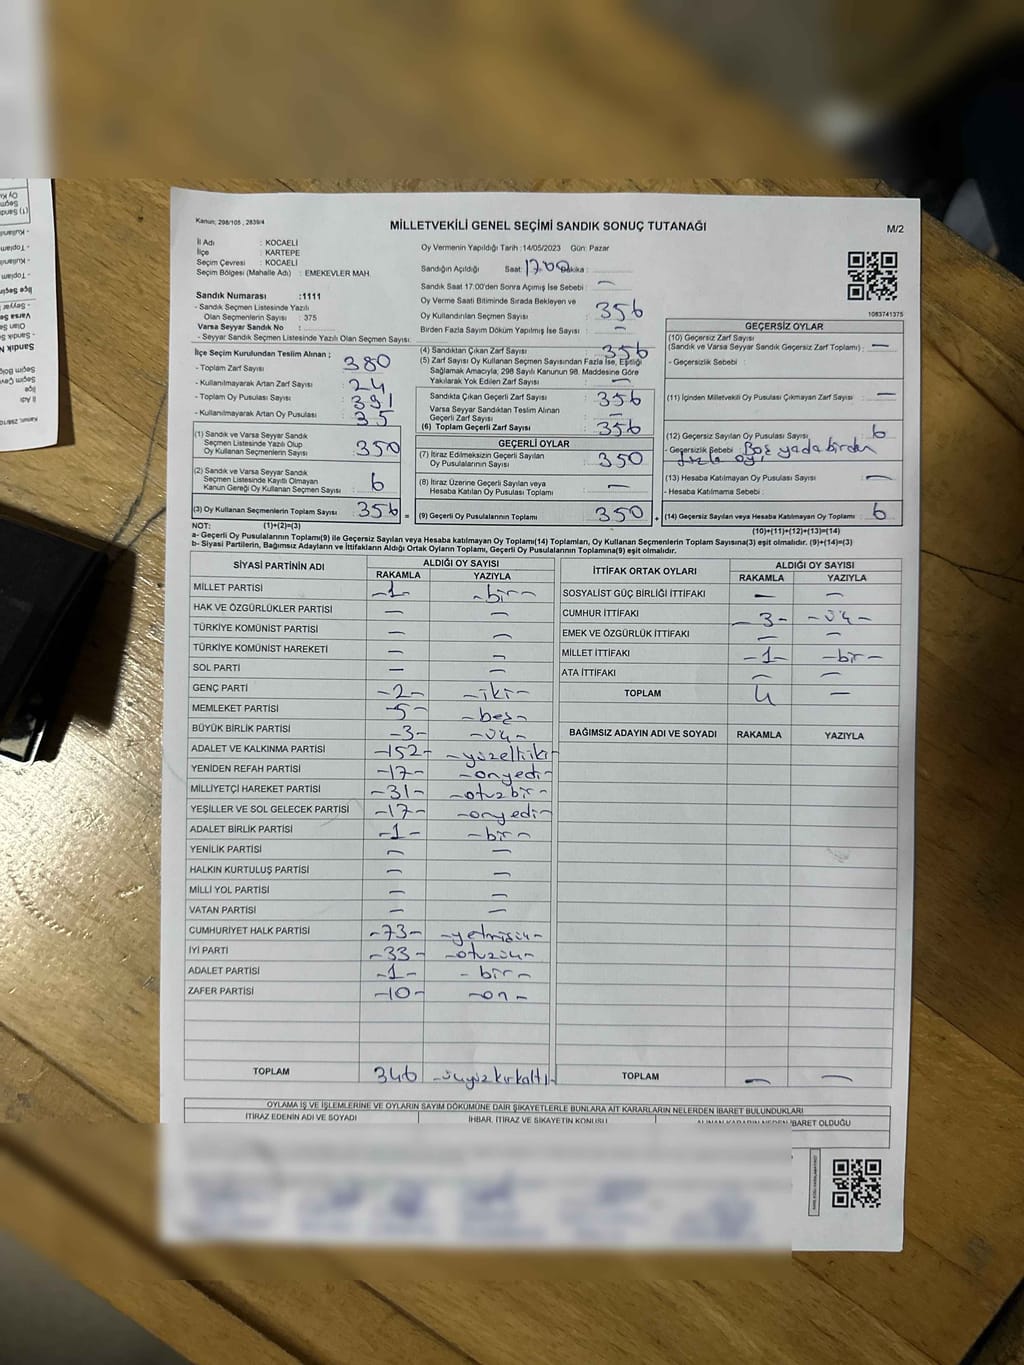 Kanun; 298/105 , 2839/4
MİLLETVEKİLİ GENEL SEÇİMİ SANDIK SONUÇ TUTANAĞI
M/2
İl Adı : KOCAELİ
İlçe : KARTEPE
Seçim Çevresi : KOCAELİ
Seçim Bölgesi (Mahalle Adı) : EMEKEVLER MAH.
Oy Vermenin Yapıldığı Tarih : 14/05/2023 Gün: Pazar
Sandığın Açıldığı Saat: 17:00 Dakika :
Sandık Saat 17:00'den Sonra Açımış İse Sebebi : —
Oy Verme Saati Bitiminde Sırada Bekleyen ve
Oy Kullandırılan Seçmen Sayısı : 356
Birden Fazla Sayım Döküm Yapılmış İse Sayısı : —
1083741375
Sandık Numarası :1111
- Sandık Seçmen Listesinde Yazılı
Olan Seçmenlerin Sayısı : 375
Varsa Seyyar Sandık No :
- Seyyar Sandık Seçmen Listesinde Yazılı Olan Seçmen Sayısı:
İlçe Seçim Kurulundan Teslim Alınan ;
- Toplam Zarf Sayısı : 380
- Kullanılmayarak Artan Zarf Sayısı : 24
- Toplam Oy Pusulası Sayısı : 391
- Kullanılmayarak Artan Oy Pusulası : 35
(1) Sandık ve Varsa Seyyar Sandık
Seçmen Listesinde Yazılı Olup
Oy Kullanan Seçmenlerin Sayısı : 350
(2) Sandık ve Varsa Seyyar Sandık
Seçmen Listesinde Kayıtlı Olmayan
Kanun Gereği Oy Kullanan Seçmen Sayısı : 6
(3) Oy Kullanan Seçmenlerin Toplam Sayısı : 356 =
(4) Sandıktan Çıkan Zarf Sayısı : 356
(5) Zarf Sayısı Oy Kullanan Seçmen Sayısından Fazla İse, Eşitliği
Sağlamak Amacıyla, 298 Sayılı Kanunun 98. Maddesine Göre
Yakılarak Yok Edilen Zarf Sayısı : —
Sandıkta Çıkan Geçerli Zarf Sayısı : 356
Varsa Seyyar Sandıktan Teslim Alınan
Geçerli Zarf Sayısı : —
(6) Toplam Geçerli Zarf Sayısı : 356
GEÇERLİ OYLAR
(7) İtiraz Edilmeksizin Geçerli Sayılan
Oy Pusulalarının Sayısı : 350
(8) İtiraz Üzerine Geçerli Sayılan veya
Hesaba Katılan Oy Pusulası Toplamı : —
(9) Geçerli Oy Pusulalarının Toplamı : 350 +
GEÇERSİZ OYLAR
(10) Geçersiz Zarf Sayısı
(Sandık ve Varsa Seyyar Sandık Geçersiz Zarf Toplamı) : —
- Geçersizlik Sebebi :
(11) İçinden Milletvekili Oy Pusulası Çıkmayan Zarf Sayısı : —
(12) Geçersiz Sayılan Oy Pusulası Sayısı : 6
- Geçersizlik Sebebi : Boş yada birden
fazla oy
(13) Hesaba Katılmayan Oy Pusulası Sayısı : —
- Hesaba Katılmama Sebebi :
(14) Geçersiz Sayılan veya Hesaba Katılmayan Oy Toplamı : 6
NOT: (1)+(2)=(3) (10)+(11)+(12)+(13)=(14)
a- Geçerli Oy Pusulalarının Toplamı(9) ile Geçersiz Sayılan veya Hesaba katılmayan Oy Toplamı(14) Toplamları, Oy Kullanan Seçmenlerin Toplam Sayısına(3) eşit olmalıdır. (9)+(14)=(3)
b- Siyasi Partilerin, Bağımsız Adayların ve İttifakların Aldığı Ortak Oyların Toplamı, Geçerli Oy Pusulalarının Toplamına(9) eşit olmalıdır.
SİYASİ PARTİNİN ADI ALDIĞI OY SAYISI
RAKAMLA YAZIYLA
MİLLET PARTİSİ -1- -bir-
HAK VE ÖZGÜRLÜKLER PARTİSİ — —
TÜRKİYE KOMÜNİST PARTİSİ — —
TÜRKİYE KOMÜNİST HAREKETİ — —
SOL PARTİ — —
GENÇ PARTİ -2- -iki-
MEMLEKET PARTİSİ -5- -beş-
BÜYÜK BİRLİK PARTİSİ -3- -üç-
ADALET VE KALKINMA PARTİSİ -152- -yüzelliiki-
YENİDEN REFAH PARTİSİ -17- -onyedi-
MİLLİYETÇİ HAREKET PARTİSİ -31- -otuzbir-
YEŞİLLER VE SOL GELECEK PARTİSİ -17- -onyedi-
ADALET BİRLİK PARTİSİ -1- -bir-
YENİLİK PARTİSİ — —
HALKIN KURTULUŞ PARTİSİ — —
MİLLİ YOL PARTİSİ — —
VATAN PARTİSİ — —
CUMHURİYET HALK PARTİSİ -73- -yetmişüç-
İYİ PARTİ -33- -otuzüç-
ADALET PARTİSİ -1- -bir-
ZAFER PARTİSİ -10- -on-
TOPLAM 346 -üçyüzkırkaltı-
İTTİFAK ORTAK OYLARI ALDIĞI OY SAYISI
RAKAMLA YAZIYLA
SOSYALİST GÜÇ BİRLİĞİ İTTİFAKI — —
CUMHUR İTTİFAKI -3- -üç-
EMEK VE ÖZGÜRLÜK İTTİFAKI — —
MİLLET İTTİFAKI -1- -bir-
ATA İTTİFAKI — —
TOPLAM 4 —
BAĞIMSIZ ADAYIN ADI VE SOYADI RAKAMLA YAZIYLA
TOPLAM — —
OYLAMA İŞ VE İŞLEMLERİNE VE OYLARIN SAYIM DÖKÜMÜNE DAİR ŞİKAYETLERLE BUNLARA AİT KARARLARIN NELERDEN İBARET BULUNDUKLARI
İTİRAZ EDENİN ADI VE SOYADI İHBAR, İTİRAZ VE ŞİKAYETİN KONUSU ALINAN KARARIN NEDEN İBARET OLDUĞU